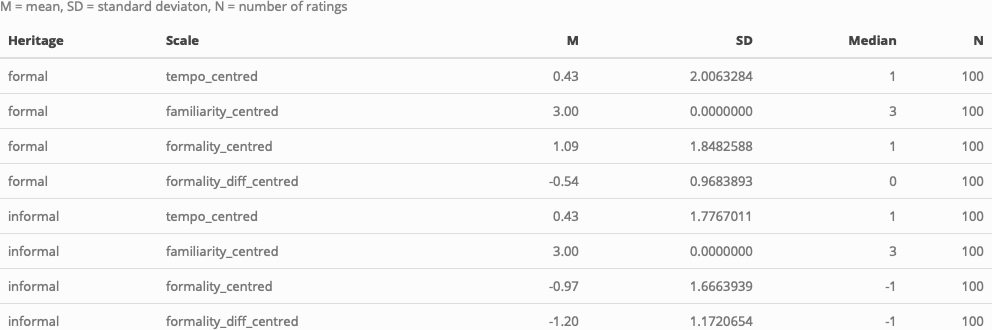 M = mean, SD = standard deviaton, N = number of ratings
Heritage Scale M SD Median N
formal tempo_centred 0.43 2.0063284 1 100
formal familiarity_centred 3.00 0.0000000 3 100
formal formality_centred 1.09 1.8482588 1 100
formal formality_diff_centred -0.54 0.9683893 0 100
informal tempo_centred 0.43 1.7767011 1 100
informal familiarity_centred 3.00 0.0000000 3 100
informal formality_centred -0.97 1.6663939 -1 100
informal formality_diff_centred -1.20 1.1720654 -1 100